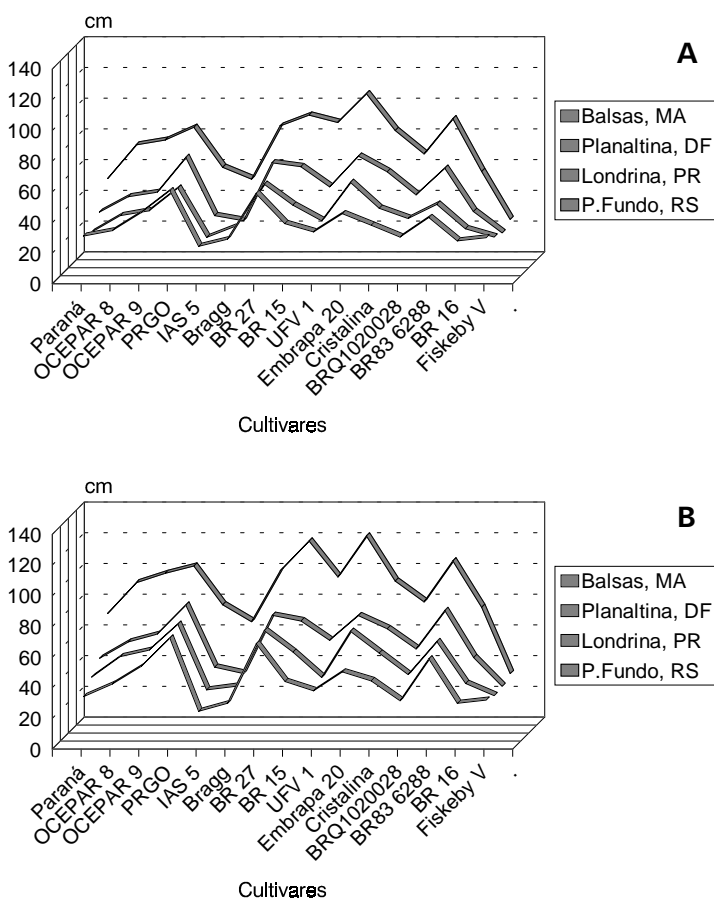 cm
A
140
120
100
80
60
40
20
0
Balsas, MA
Planaltina, DF
Londrina, PR
P.Fundo, RS
Paraná
OCEPAR 8
OCEPAR 9
PRGO
IAS 5
Bragg
BR 27
BR 15
UFV 1
Embrapa 20
Cristalina
BRQ1020028
BR83 6288
BR 16
Fiskeby V
.
Cultivares
cm
B
140
120
100
80
60
40
20
0
Balsas, MA
Planaltina, DF
Londrina, PR
P.Fundo, RS
Paraná
OCEPAR 8
OCEPAR 9
PRGO
IAS 5
Bragg
BR 27
BR 15
UFV 1
Embrapa 20
Cristalina
BRQ1020028
BR83 6288
BR 16
Fiskeby V
.
Cultivares